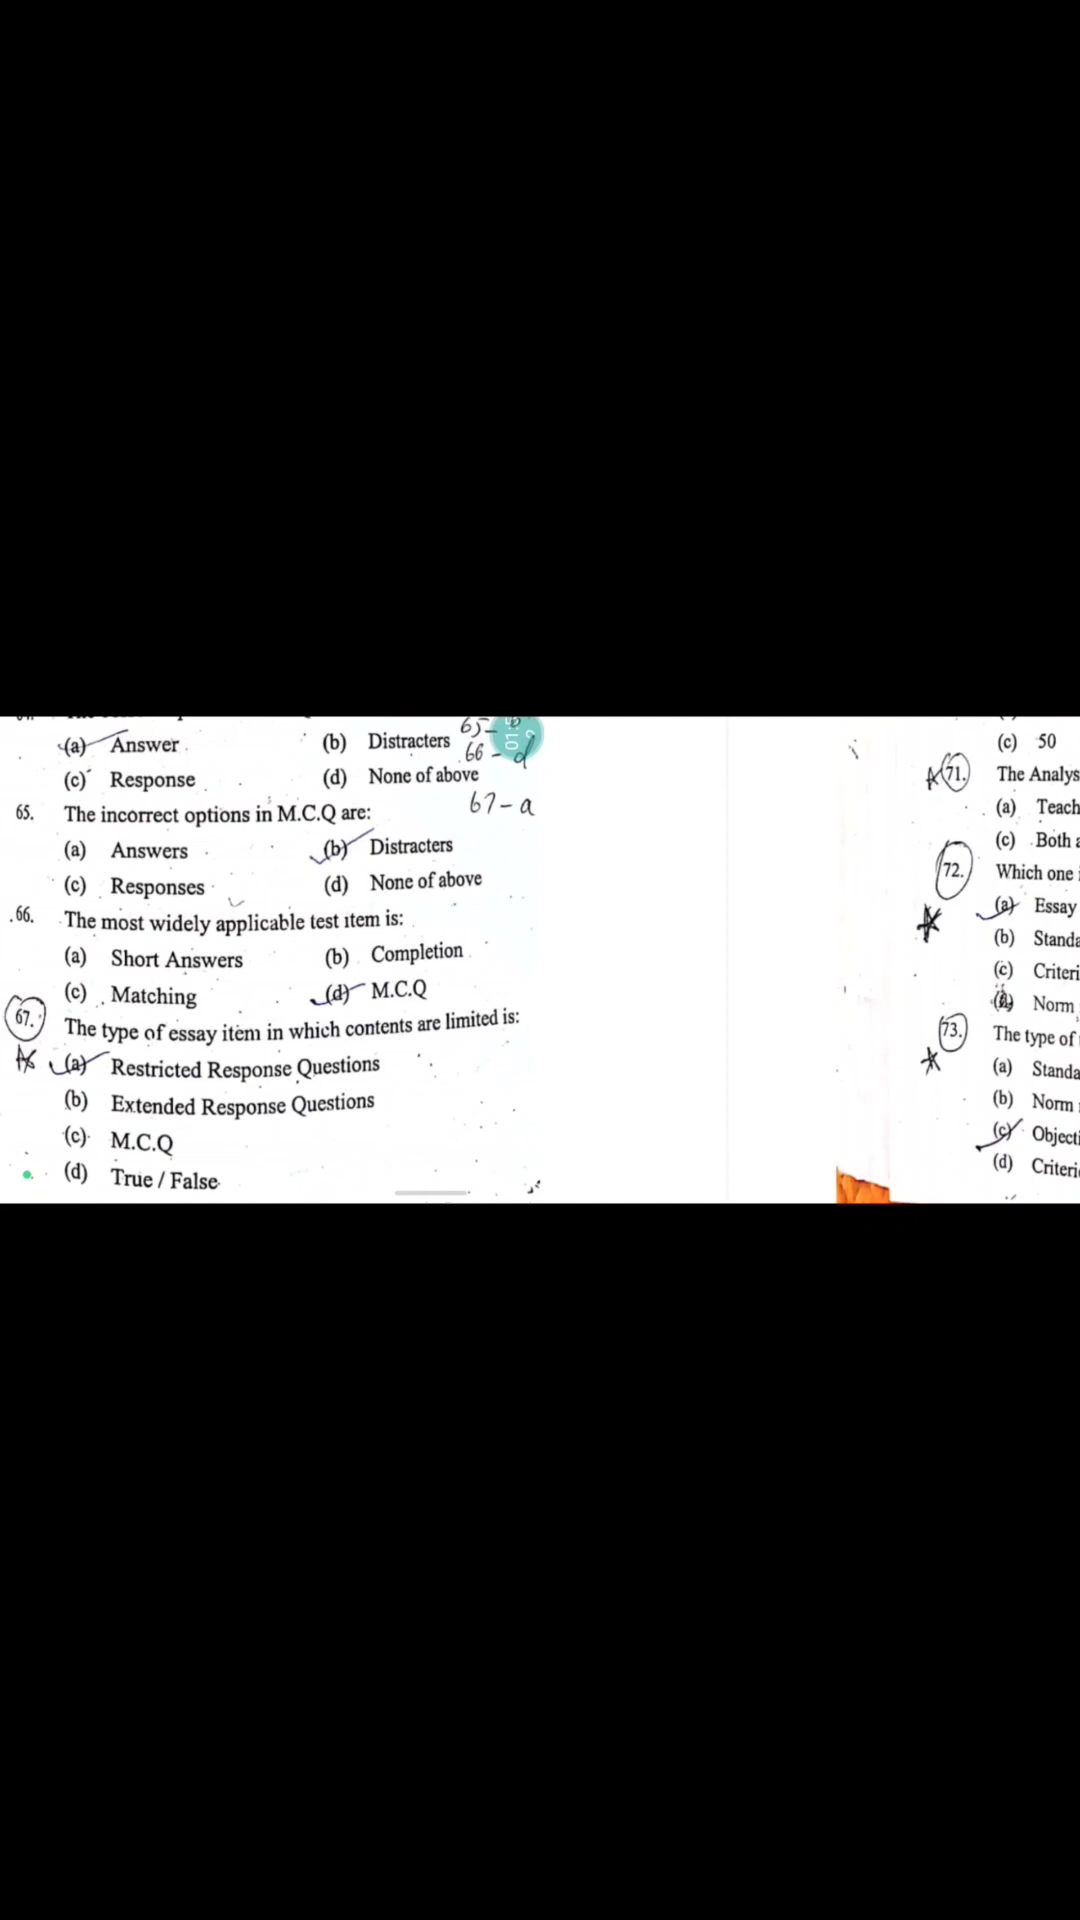 (a) Answer (b) Distracters 65-
66 - d
(c) Response (d) None of above
67-a
65. The incorrect options in M.C.Q are:
(a) Answers (b) Distracters
(c) Responses (d) None of above
66. The most widely applicable test item is:
(a) Short Answers (b) Completion
(c) Matching (d) M.C.Q
67. The type of essay item in which contents are limited is:
(a) Restricted Response Questions
(b) Extended Response Questions
(c) M.C.Q
(d) True / False
(c) 50
71. The Analys
(a) Teach
(c) Both a
72. Which one
(a) Essay
(b) Standa
(c) Criteri
Norm
73. The type of
(a) Standa
(b) Norm
(c) Objecti
(d) Criteri